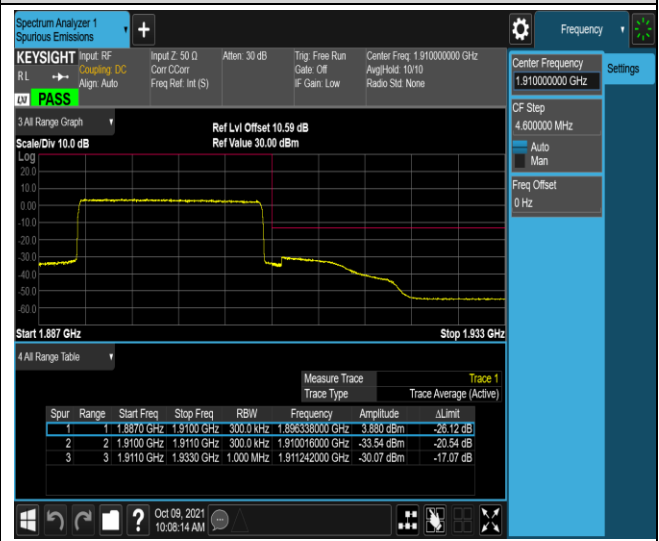 Spectrum Analyzer 1
Spurious Emissions
+
Frequency
KEYSIGHT
RL
Input: RF
Coupling: DC
Align: Auto
Input Z: 50 Ω
Corr CCorr
Freq Ref: Int (S)
Atten: 30 dB
Trig: Free Run
Gate: Off
IF Gain: Low
Center Freq: 1.910000000 GHz
Avg|Hold: 10/10
Radio Std: None
LXI PASS
Center Frequency
1.910000000 GHz
Settings
CF Step
4.600000 MHz
Auto
Man
Freq Offset
0 Hz
3 All Range Graph
Scale/Div 10.0 dB
Ref Lvl Offset 10.59 dB
Ref Value 30.00 dBm
Log
20.0
10.0
0.00
-10.0
-20.0
-30.0
-40.0
-50.0
-60.0
Start 1.887 GHz
Stop 1.933 GHz
4 All Range Table
Measure Trace Trace 1
Trace Type Trace Average (Active)
Spur Range Start Freq Stop Freq RBW Frequency Amplitude ΔLimit
1 1 1.8870 GHz 1.9100 GHz 300.0 kHz 1.896338000 GHz 3.880 dBm -26.12 dB
2 2 1.9100 GHz 1.9110 GHz 300.0 kHz 1.910016000 GHz -33.54 dBm -20.54 dB
3 3 1.9110 GHz 1.9330 GHz 1.000 MHz 1.911242000 GHz -30.07 dBm -17.07 dB
?
Oct 09, 2021
10:08:14 AM